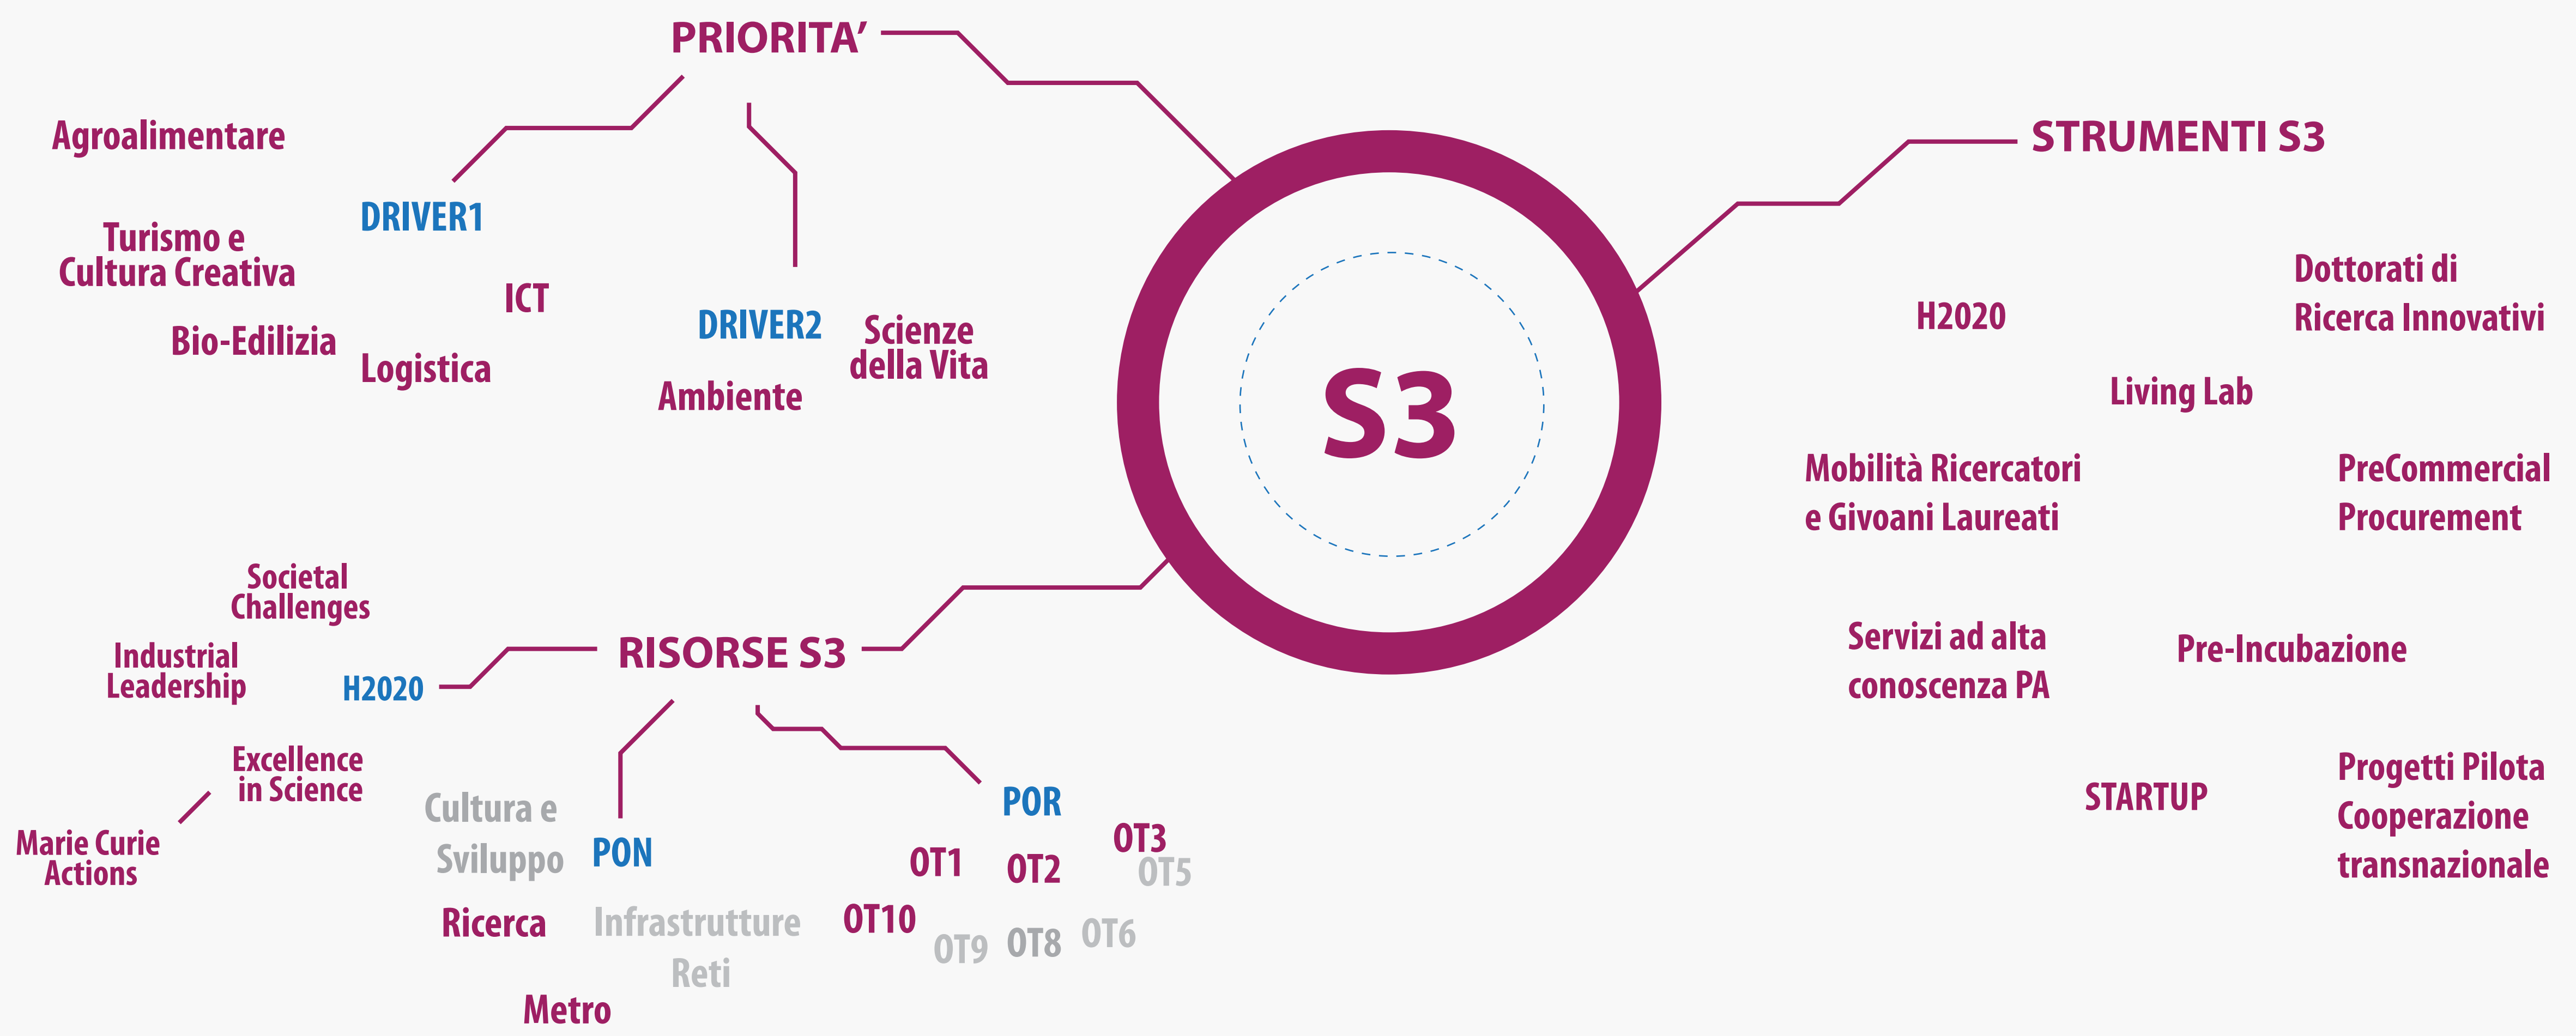 PRIORITA’
Agroalimentare
DRIVER1
Turismo e
Cultura Creativa
ICT
Bio-Edilizia
Logistica
DRIVER2
Scienze
della Vita
Ambiente
S3
STRUMENTI S3
Dottorati di
Ricerca Innovativi
H2020
Living Lab
Mobilità Ricercatori
e Givoani Laureati
PreCommercial
Procurement
Servizi ad alta
conoscenza PA
Pre-Incubazione
STARTUP
Progetti Pilota
Cooperazione
transnazionale
RISORSE S3
Societal
Challenges
Industrial
Leadership
H2020
Excellence
in Science
Marie Curie
Actions
Cultura e
Sviluppo
PON
Ricerca
Infrastrutture
Reti
Metro
POR
OT1
OT2
OT3
OT5
OT10
OT9
OT8
OT6